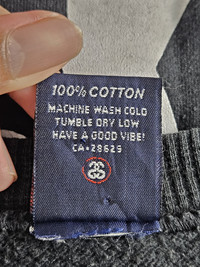 100% COTTON
MACHINE WASH COLD
TUMBLE DRY LOW
HAVE A GOOD VIBE!
CA•28625